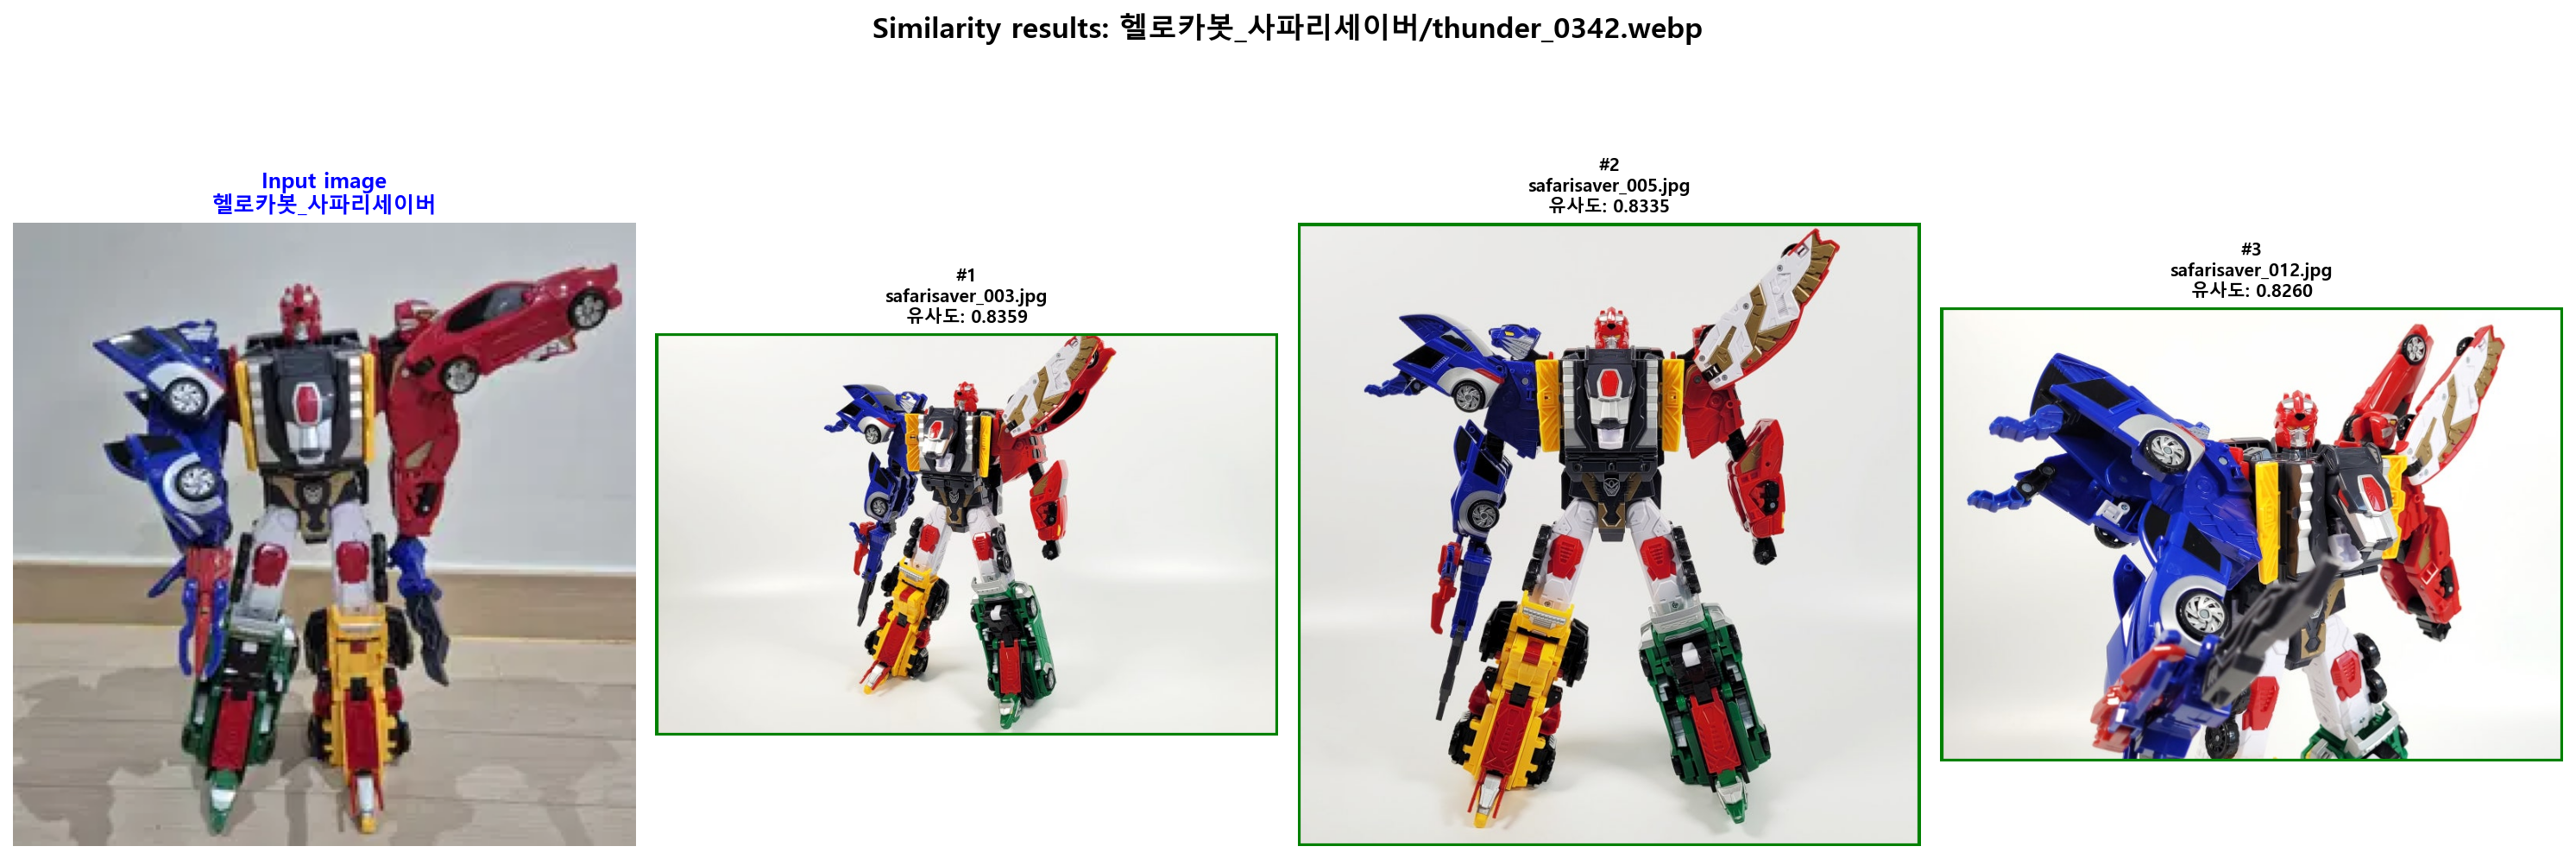 Similarity results: 헬로카봇_사파리세이버/thunder_0342.webp
Input image
헬로카봇_사파리세이버
#1
safarisaver_003.jpg
유사도: 0.8359
#2
safarisaver_005.jpg
유사도: 0.8335
#3
safarisaver_012.jpg
유사도: 0.8260